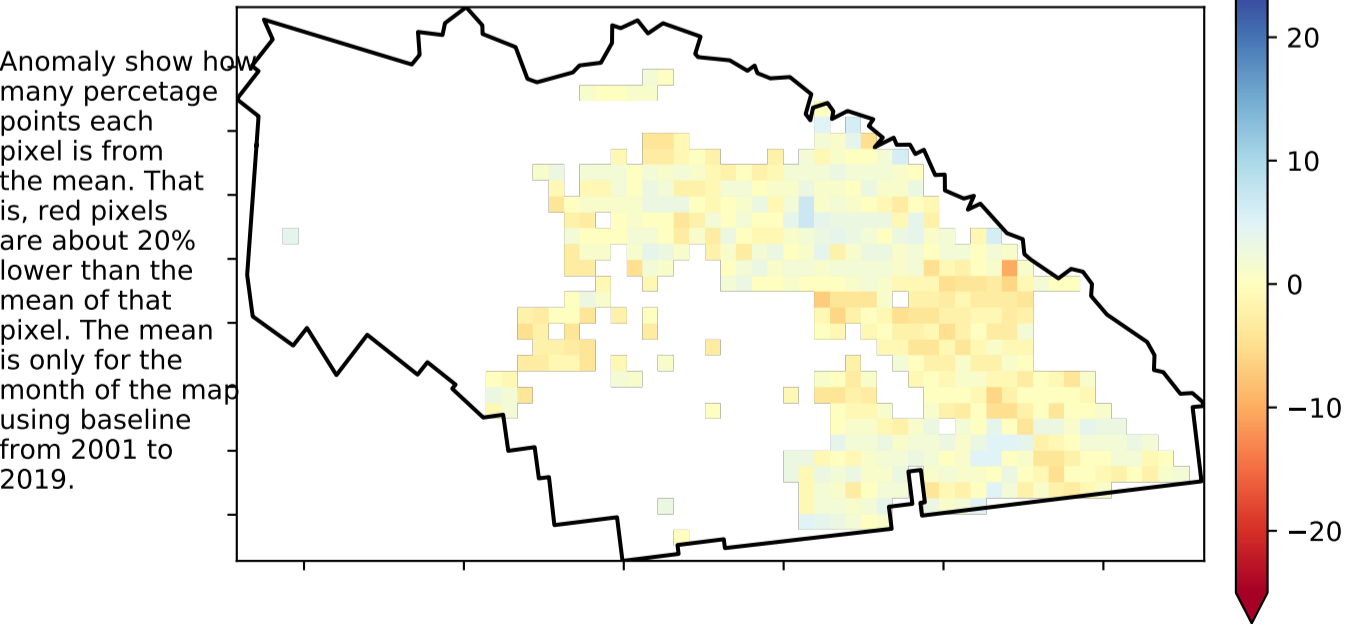 Anomaly show how
many percetage
points each
pixel is from
the mean. That
is, red pixels
are about 20%
lower than the
mean of that
pixel. The mean
is only for the
month of the map
using baseline
from 2001 to
2019.
20
10
0
−10
−20